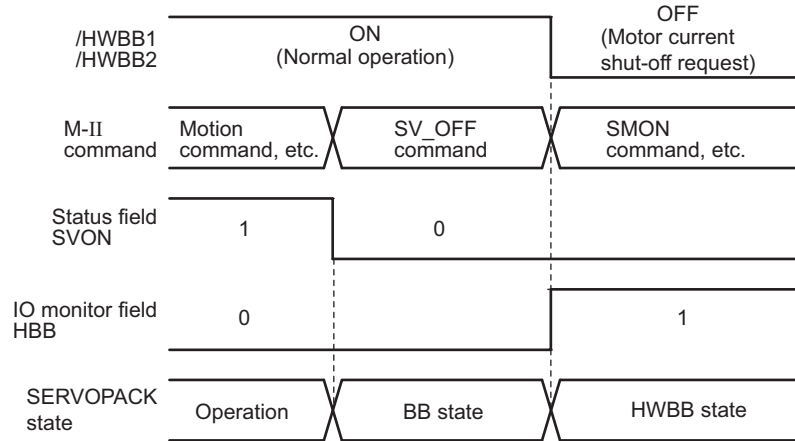 /HWBB1
/HWBB2
ON
(Normal operation)
OFF
(Motor current
shut-off request)
M-II
command
Motion
command, etc.
SV_OFF
command
SMON
command, etc.
Status field
SVON
1
0
IO monitor field
HBB
0
1
SERVOPACK
state
Operation
BB state
HWBB state